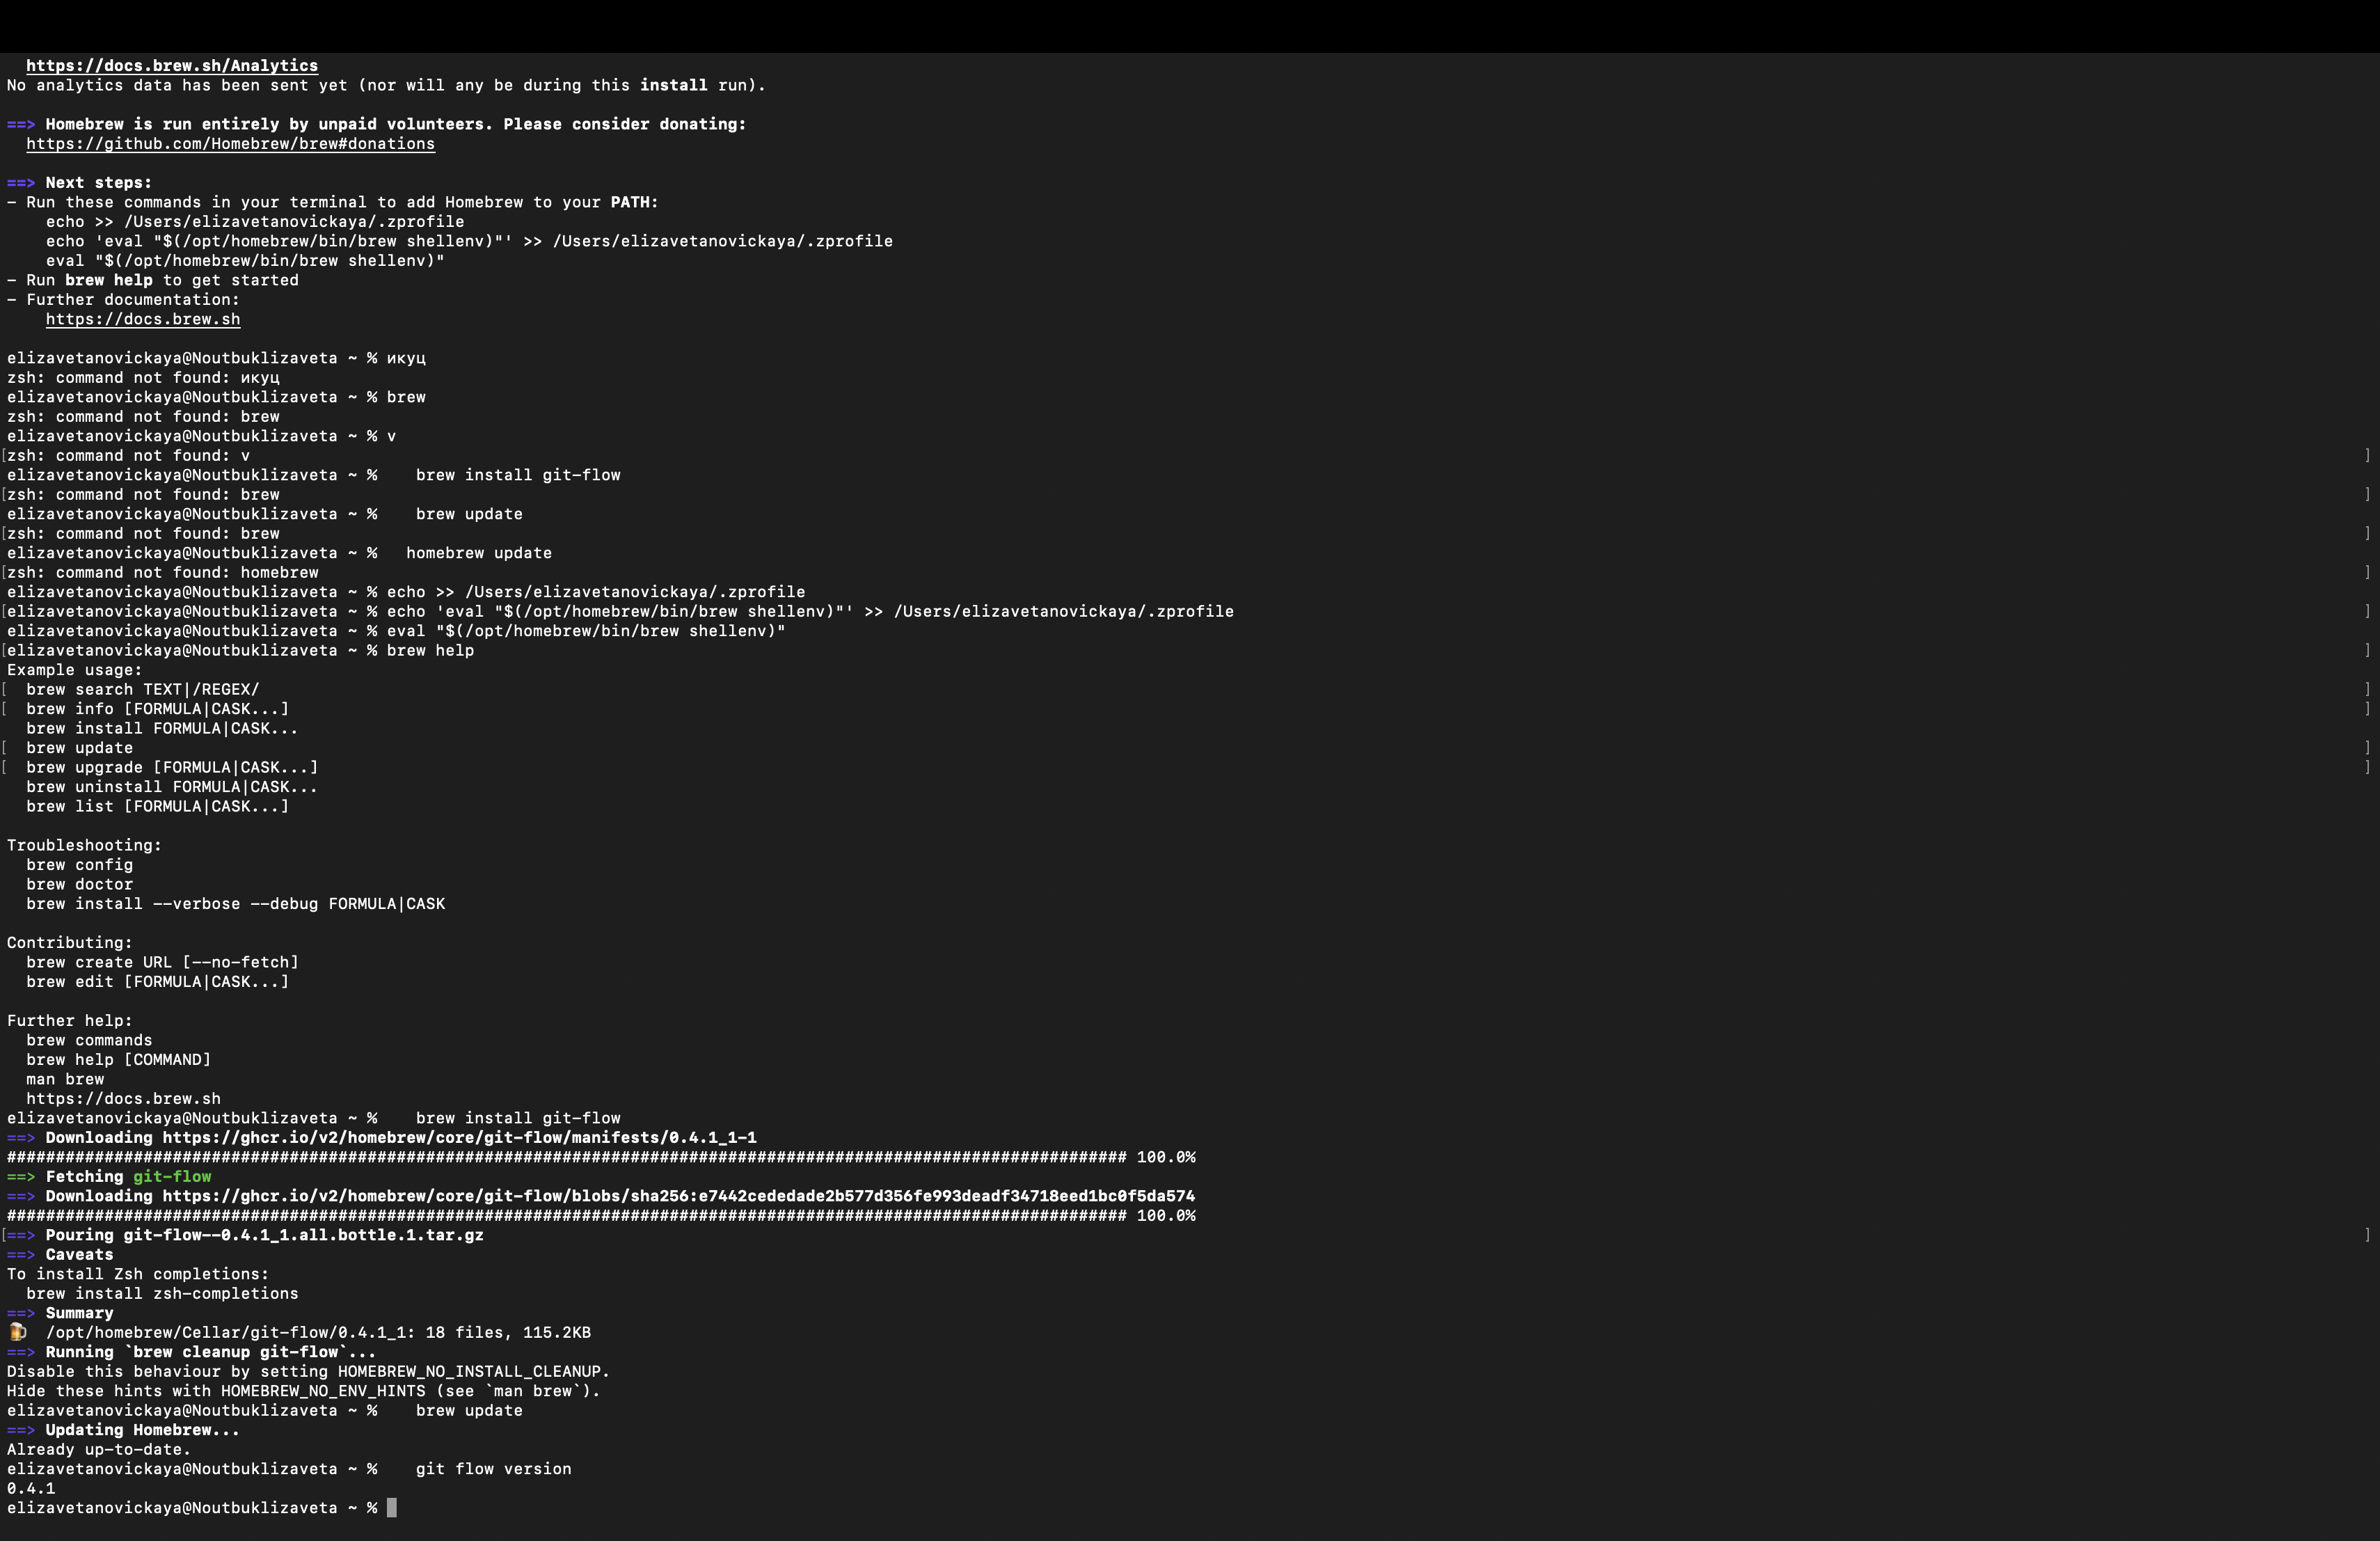 https://docs.brew.sh/Analytics
No analytics data has been sent yet (nor will any be during this install run).
==> Homebrew is run entirely by unpaid volunteers. Please consider donating:
https://github.com/Homebrew/brew#donations
==> Next steps:
- Run these commands in your terminal to add Homebrew to your PATH:
echo >> /Users/elizavetanovickaya/.zprofile
echo 'eval "$(/opt/homebrew/bin/brew shellenv)"' >> /Users/elizavetanovickaya/.zprofile
eval "$(/opt/homebrew/bin/brew shellenv)"
- Run brew help to get started
- Further documentation:
https://docs.brew.sh
elizavetanovickaya@Noutbuklizaveta ~ % икуц
zsh: command not found: икуц
elizavetanovickaya@Noutbuklizaveta ~ % brew
zsh: command not found: brew
elizavetanovickaya@Noutbuklizaveta ~ % v
[zsh: command not found: v ]
elizavetanovickaya@Noutbuklizaveta ~ %    brew install git-flow
[zsh: command not found: brew ]
elizavetanovickaya@Noutbuklizaveta ~ %    brew update
[zsh: command not found: brew ]
elizavetanovickaya@Noutbuklizaveta ~ %   homebrew update
[zsh: command not found: homebrew ]
elizavetanovickaya@Noutbuklizaveta ~ % echo >> /Users/elizavetanovickaya/.zprofile
[elizavetanovickaya@Noutbuklizaveta ~ % echo 'eval "$(/opt/homebrew/bin/brew shellenv)"' >> /Users/elizavetanovickaya/.zprofile ]
elizavetanovickaya@Noutbuklizaveta ~ % eval "$(/opt/homebrew/bin/brew shellenv)"
[elizavetanovickaya@Noutbuklizaveta ~ % brew help ]
Example usage:
[  brew search TEXT|/REGEX/ ]
[  brew info [FORMULA|CASK...] ]
brew install FORMULA|CASK...
[  brew update ]
[  brew upgrade [FORMULA|CASK...] ]
brew uninstall FORMULA|CASK...
brew list [FORMULA|CASK...]
Troubleshooting:
brew config
brew doctor
brew install --verbose --debug FORMULA|CASK
Contributing:
brew create URL [--no-fetch]
brew edit [FORMULA|CASK...]
Further help:
brew commands
brew help [COMMAND]
man brew
https://docs.brew.sh
elizavetanovickaya@Noutbuklizaveta ~ %    brew install git-flow
==> Downloading https://ghcr.io/v2/homebrew/core/git-flow/manifests/0.4.1_1-1
################################################################################################################### 100.0%
==> Fetching git-flow
==> Downloading https://ghcr.io/v2/homebrew/core/git-flow/blobs/sha256:e7442cededade2b577d356fe993deadf34718eed1bc0f5da574
################################################################################################################### 100.0%
[==> Pouring git-flow--0.4.1_1.all.bottle.1.tar.gz ]
==> Caveats
To install Zsh completions:
brew install zsh-completions
==> Summary
🍺  /opt/homebrew/Cellar/git-flow/0.4.1_1: 18 files, 115.2KB
==> Running `brew cleanup git-flow`...
Disable this behaviour by setting HOMEBREW_NO_INSTALL_CLEANUP.
Hide these hints with HOMEBREW_NO_ENV_HINTS (see `man brew`).
elizavetanovickaya@Noutbuklizaveta ~ %    brew update
==> Updating Homebrew...
Already up-to-date.
elizavetanovickaya@Noutbuklizaveta ~ %    git flow version
0.4.1
elizavetanovickaya@Noutbuklizaveta ~ %